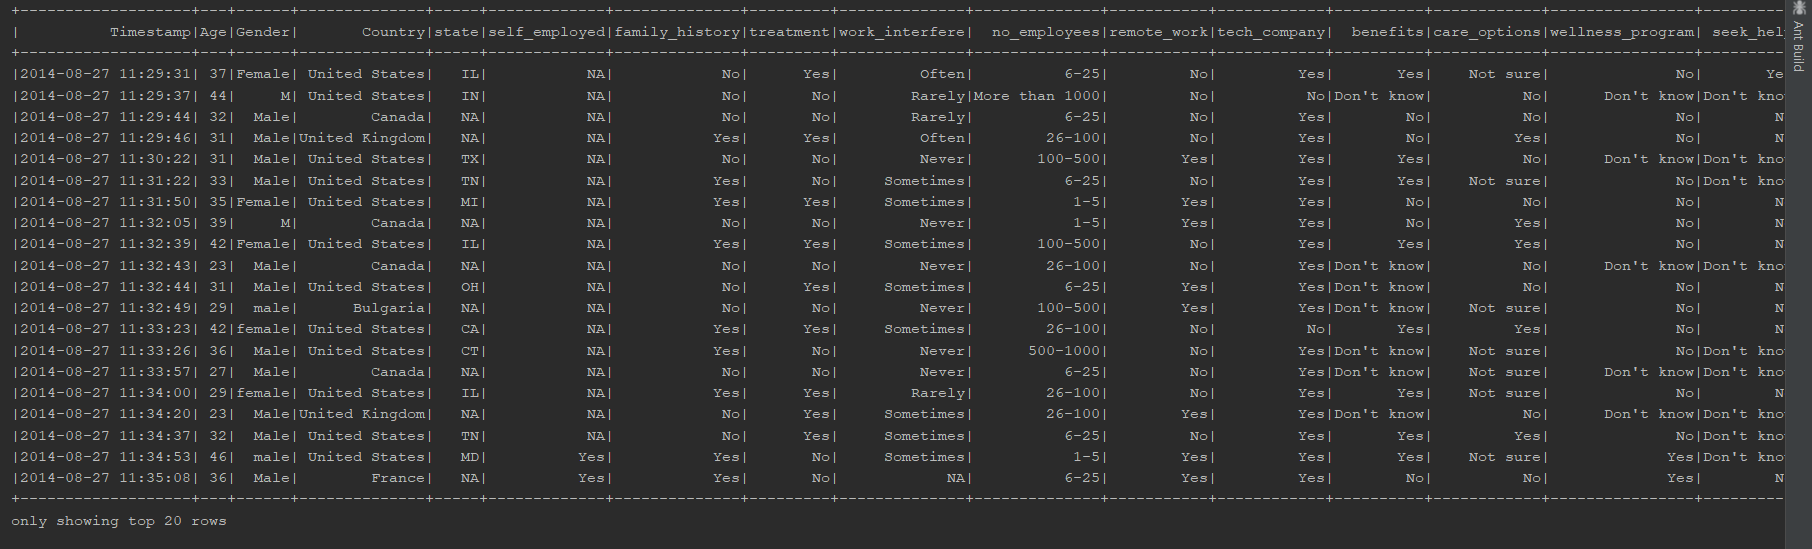 +-------------------+---+------+--------------+-----+-------------+--------------+---------+--------------+--------------+-----------+------------+----------+------------+----------------+--------
|          Timestamp|Age|Gender|       Country|state|self_employed|family_history|treatment|work_interfere|  no_employees|remote_work|tech_company|  benefits|care_options|wellness_program| seek_hel
+-------------------+---+------+--------------+-----+-------------+--------------+---------+--------------+--------------+-----------+------------+----------+------------+----------------+--------
|2014-08-27 11:29:31| 37|Female| United States|   IL|           NA|            No|      Yes|         Often|          6-25|         No|         Yes|       Yes|    Not sure|              No|       Ye
|2014-08-27 11:29:37| 44|     M| United States|   IN|           NA|            No|       No|        Rarely|More than 1000|         No|          No|Don't know|          No|      Don't know|Don't kno
|2014-08-27 11:29:44| 32|  Male|        Canada|   NA|           NA|            No|       No|        Rarely|          6-25|         No|         Yes|        No|          No|              No|        N
|2014-08-27 11:29:46| 31|  Male|United Kingdom|   NA|           NA|           Yes|      Yes|         Often|        26-100|         No|         Yes|        No|         Yes|              No|        N
|2014-08-27 11:30:22| 31|  Male| United States|   TX|           NA|            No|       No|         Never|       100-500|        Yes|         Yes|       Yes|          No|      Don't know|Don't kno
|2014-08-27 11:31:22| 33|  Male| United States|   TN|           NA|           Yes|       No|     Sometimes|          6-25|         No|         Yes|       Yes|    Not sure|              No|Don't kno
|2014-08-27 11:31:50| 35|Female| United States|   MI|           NA|           Yes|      Yes|     Sometimes|           1-5|        Yes|         Yes|        No|          No|              No|        N
|2014-08-27 11:32:05| 39|     M|        Canada|   NA|           NA|            No|       No|         Never|           1-5|        Yes|         Yes|        No|         Yes|              No|        N
|2014-08-27 11:32:39| 42|Female| United States|   IL|           NA|           Yes|      Yes|     Sometimes|       100-500|         No|         Yes|       Yes|         Yes|              No|        N
|2014-08-27 11:32:43| 23|  Male|        Canada|   NA|           NA|            No|       No|         Never|        26-100|         No|         Yes|Don't know|          No|      Don't know|Don't kno
|2014-08-27 11:32:44| 31|  Male| United States|   OH|           NA|            No|      Yes|     Sometimes|          6-25|        Yes|         Yes|Don't know|          No|              No|        N
|2014-08-27 11:32:49| 29|  male|      Bulgaria|   NA|           NA|            No|       No|         Never|       100-500|        Yes|         Yes|Don't know|    Not sure|              No|        N
|2014-08-27 11:33:23| 42|female| United States|   CA|           NA|           Yes|      Yes|     Sometimes|        26-100|         No|          No|       Yes|         Yes|              No|        N
|2014-08-27 11:33:26| 36|  Male| United States|   CT|           NA|           Yes|       No|         Never|      500-1000|         No|         Yes|Don't know|    Not sure|              No|Don't kno
|2014-08-27 11:33:57| 27|  Male|        Canada|   NA|           NA|            No|       No|         Never|          6-25|         No|         Yes|Don't know|    Not sure|      Don't know|Don't kno
|2014-08-27 11:34:00| 29|female| United States|   IL|           NA|           Yes|      Yes|        Rarely|        26-100|         No|         Yes|       Yes|    Not sure|              No|        N
|2014-08-27 11:34:20| 23|  Male|United Kingdom|   NA|           NA|            No|      Yes|     Sometimes|        26-100|        Yes|         Yes|Don't know|          No|      Don't know|Don't kno
|2014-08-27 11:34:37| 32|  Male| United States|   TN|           NA|            No|      Yes|     Sometimes|          6-25|         No|         Yes|       Yes|         Yes|              No|Don't kno
|2014-08-27 11:34:53| 46|  male| United States|   MD|          Yes|           Yes|       No|     Sometimes|           1-5|        Yes|         Yes|       Yes|    Not sure|             Yes|Don't kno
|2014-08-27 11:35:08| 36|  Male|        France|   NA|          Yes|           Yes|       No|            NA|          6-25|        Yes|         Yes|        No|          No|             Yes|        N
+-------------------+---+------+--------------+-----+-------------+--------------+---------+--------------+--------------+-----------+------------+----------+------------+----------------+--------
only showing top 20 rows
Ant Build